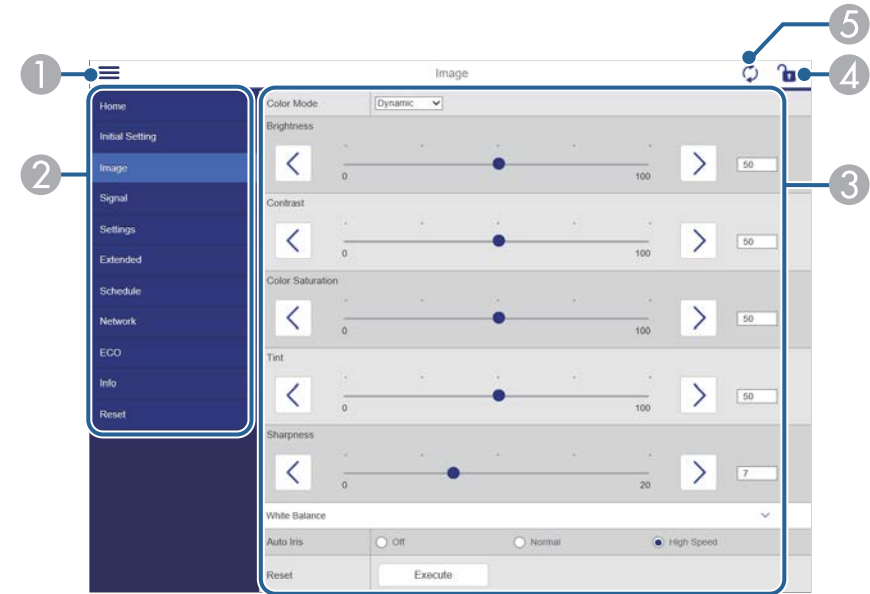 5
1
Image
4
Home
Initial Setting
Image
Signal
Settings
Extended
Schedule
Network
ECO
Info
Reset
2
Color Mode
Dynamic
Brightness
0
100
50
3
Contrast
0
100
50
Color Saturation
0
100
50
Tint
0
100
50
Sharpness
0
20
7
White Balance
Auto Iris
Off
Normal
High Speed
Reset
Execute